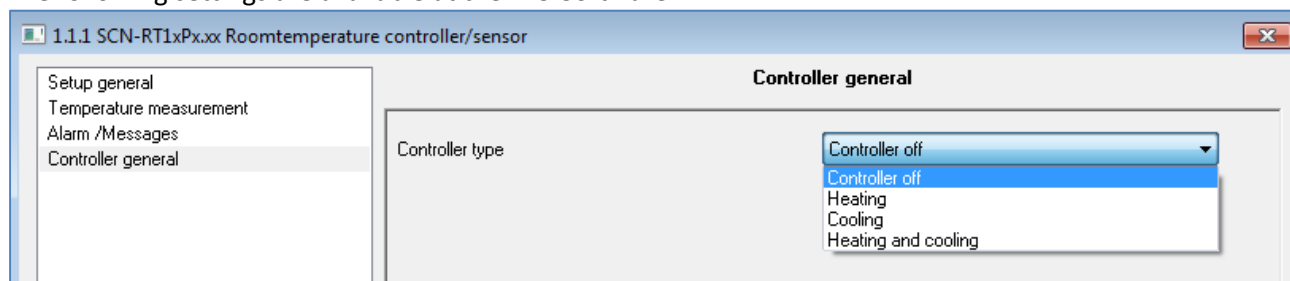 1.1.1 SCN-RT1xPx.xx Roomtemperature controller/sensor
Setup general
Temperature measurement
Alarm /Messages
Controller general
Controller general
Controller type
Controller off
Controller off
Heating
Cooling
Heating and cooling